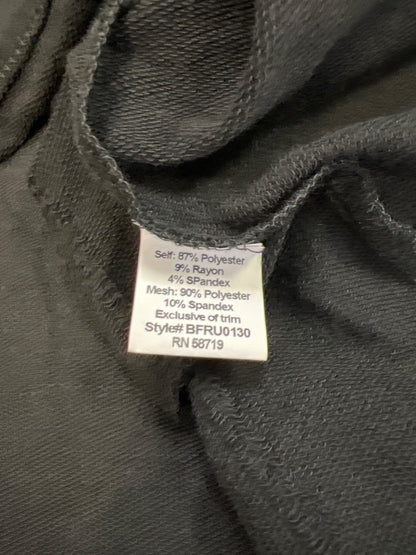 Self: 87% Polyester
9% Rayon
4% SPandex
Mesh: 90% Polyester
10% Spandex
Exclusive of trim
Style# BFRU0130
RN 58719